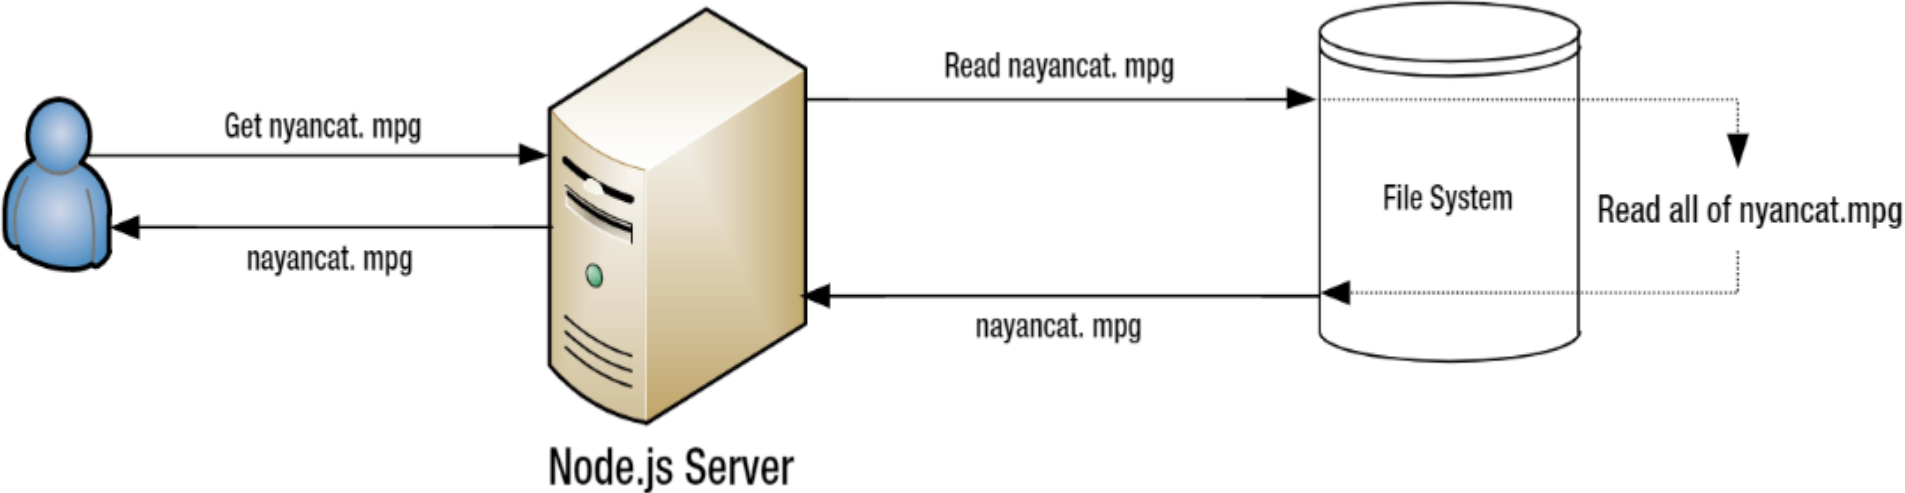 Get nyancat. mpg
nayancat. mpg
Node.js Server
Read nayancat. mpg
nayancat. mpg
File System
Read all of nyancat.mpg